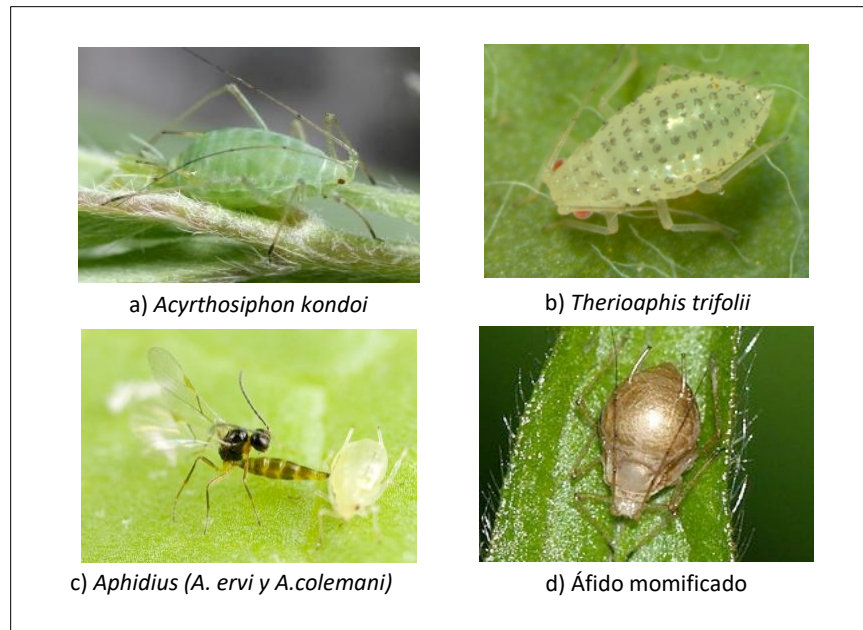 a) Acyrthosiphon kondoi
b) Therioaphis trifolii
c) Aphidius (A. ervi y A.colemani)
d) Áfido momificado